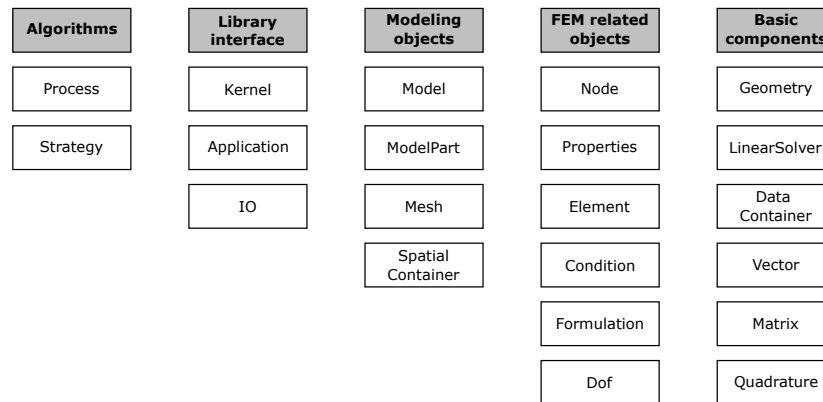 Algorithms
Process
Strategy
Library
interface
Kernel
Application
IO
Modeling
objects
Model
ModelPart
Mesh
Spatial
Container
FEM related
objects
Node
Properties
Element
Condition
Formulation
Dof
Basic
components
Geometry
LinearSolver
Data
Container
Vector
Matrix
Quadrature